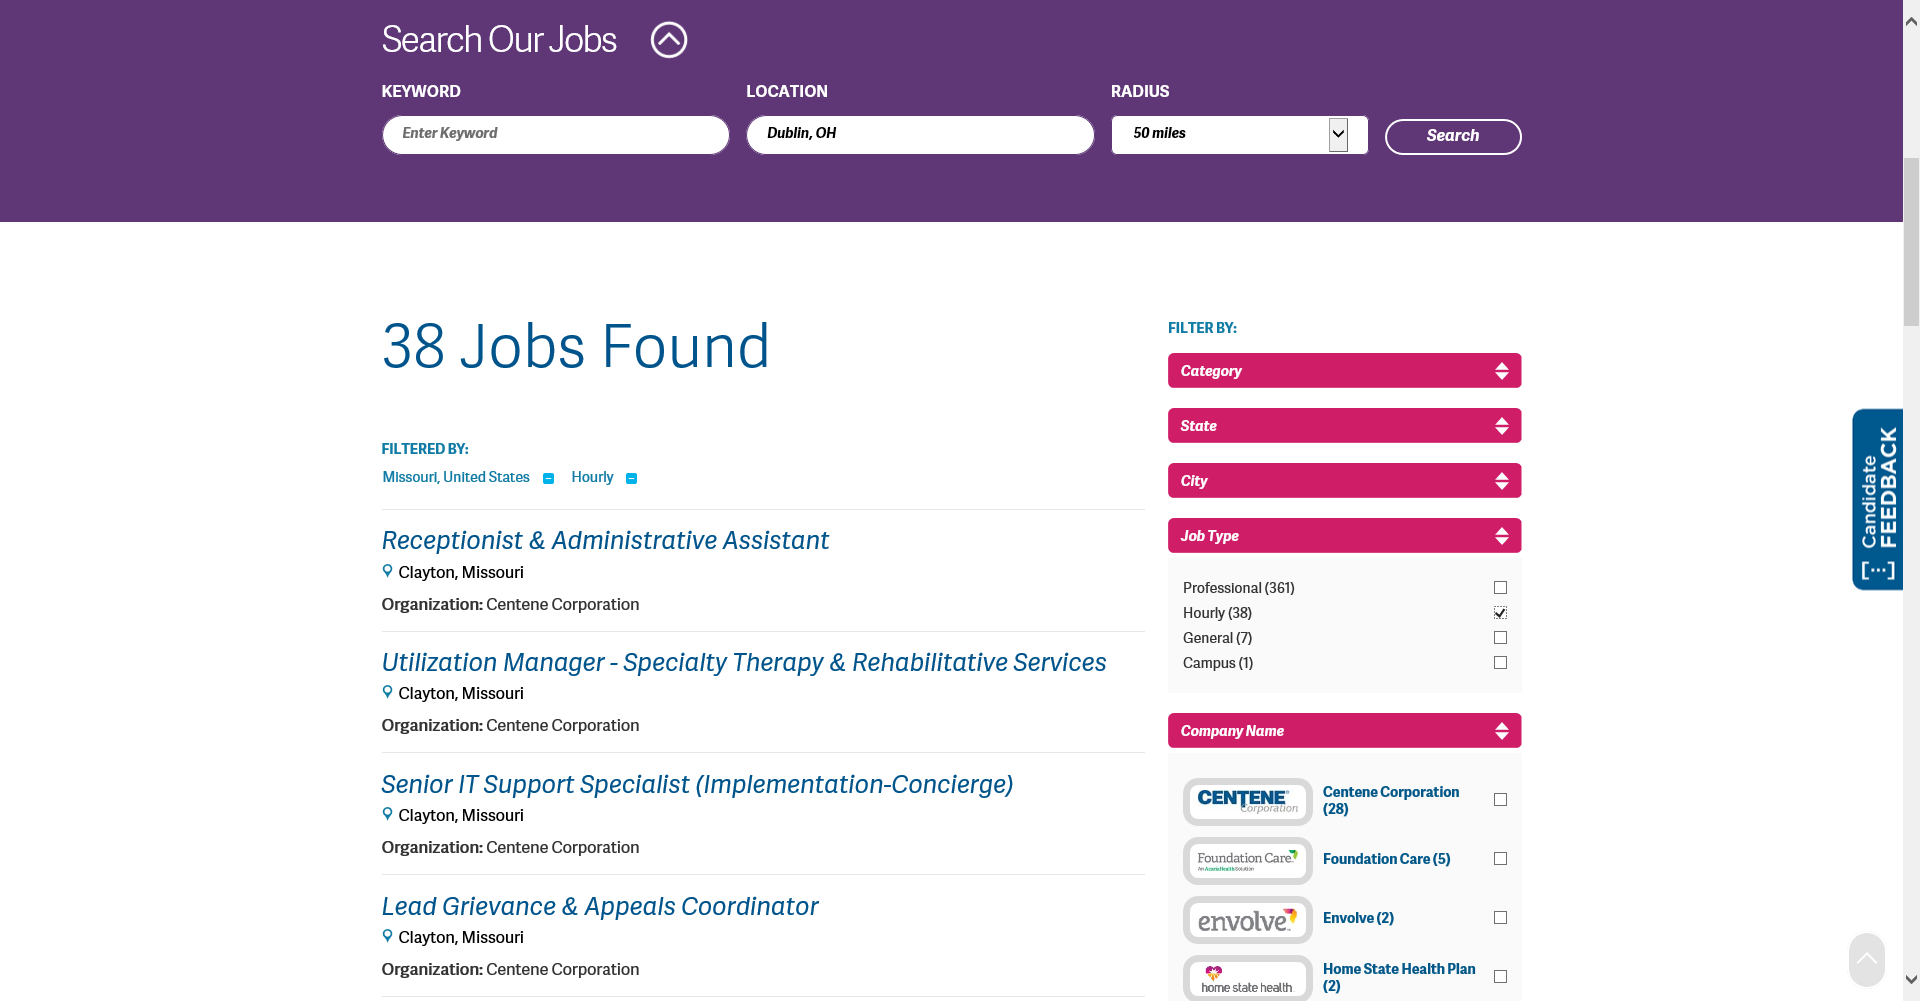 Search Our Jobs
KEYWORD
LOCATION
RADIUS
Enter Keyword
Dublin, OH
50 miles
Search
38 Jobs Found
FILTERED BY:
Missouri, United States
Hourly
Receptionist & Administrative Assistant
Clayton, Missouri
Organization: Centene Corporation
Utilization Manager - Specialty Therapy & Rehabilitative Services
Clayton, Missouri
Organization: Centene Corporation
Senior IT Support Specialist (Implementation-Concierge)
Clayton, Missouri
Organization: Centene Corporation
Lead Grievance & Appeals Coordinator
Clayton, Missouri
Organization: Centene Corporation
FILTER BY:
Category
State
City
Job Type
Professional (361)
Hourly (38)
General (7)
Campus (1)
Company Name
CENTENE®
Corporation
Centene Corporation
(28)
Foundation Care™
An AcariaHealth Solution
Foundation Care (5)
envolve™
Envolve (2)
home state health
Home State Health Plan
(2)
Candidate
FEEDBACK
[···]